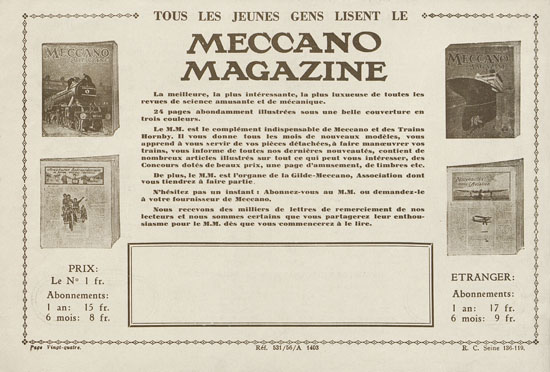 TOUS LES JEUNES GENS LISENT LE
MECCANO
MAGAZINE
La meilleure, la plus intéressante, la plus luxueuse de toutes les
revues de science amusante et de mécanique.
24 pages abondamment illustrées sous une belle couverture en
trois couleurs.
Le M.M. est le complément indispensable de Meccano et des Trains
Hornby. Il vous donne tous les mois de nouveaux modèles, vous
apprend à vous servir de vos pièces détachées, à faire manœuvrer vos
trains, vous informe de toutes nos dernières nouveautés, contient de
nombreux articles illustrés sur tout ce qui peut vous intéresser, des
Concours dotés de beaux prix, une page d'amusement, de timbres etc.
De plus, le M.M. est l'organe de la Gilde-Meccano, Association dont
vous tiendrez à faire partie
N'hésitez pas un instant : Abonnez-vous au M.M. ou demandez-le
à votre fournisseur de Meccano.
Nous recevons des milliers de lettres de remerciement de nos
lecteurs et nous sommes certains que vous partagerez leur enthou-
siasme pour le M.M. dès que vous commencerez à le lire.
MECCANO
MECCANO
PRIX:
Le Nº 1 fr.
Abonnements:
1 an: 15 fr.
6 mois: 8 fr.
ETRANGER:
Abonnements:
1 an: 17 fr.
6 mois: 9 fr.
Page Vingt-quatre.
Réf. 531/56/A 1403
R. C. Seine 136-119.